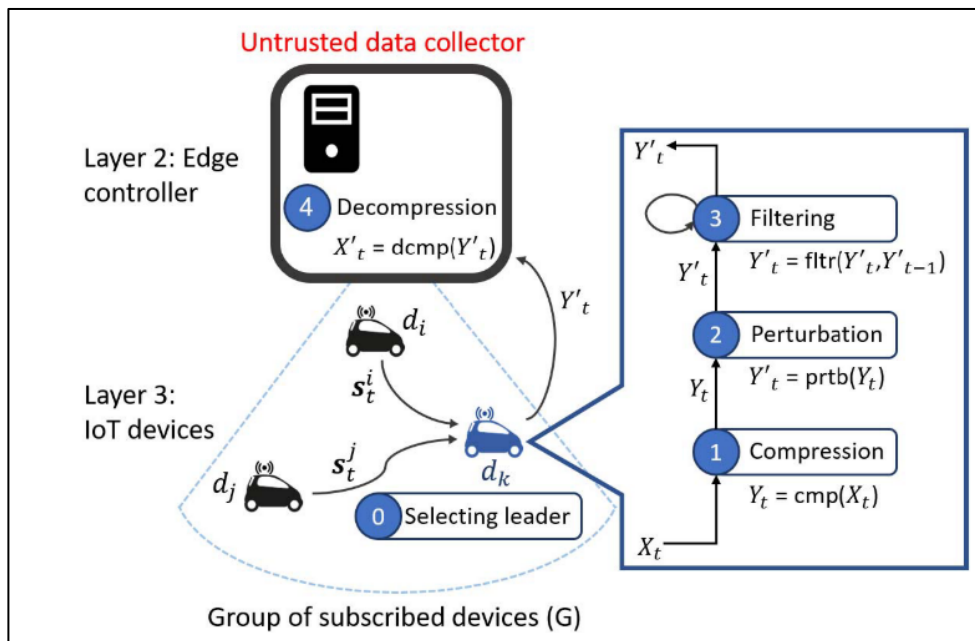 Untrusted data collector
Layer 2: Edge
controller
4 Decompression
X′ₜ = dcmp(Y′ₜ)
Y′ₜ
dᵢ
sₜⁱ
Layer 3:
IoT devices
sₜʲ
dⱼ
dₖ
0 Selecting leader
Group of subscribed devices (G)
Y′ₜ
3 Filtering
Y′ₜ = fltr(Y′ₜ,Y′ₜ₋₁)
Y′ₜ
2 Perturbation
Y′ₜ = prtb(Yₜ)
Yₜ
1 Compression
Yₜ = cmp(Xₜ)
Xₜ